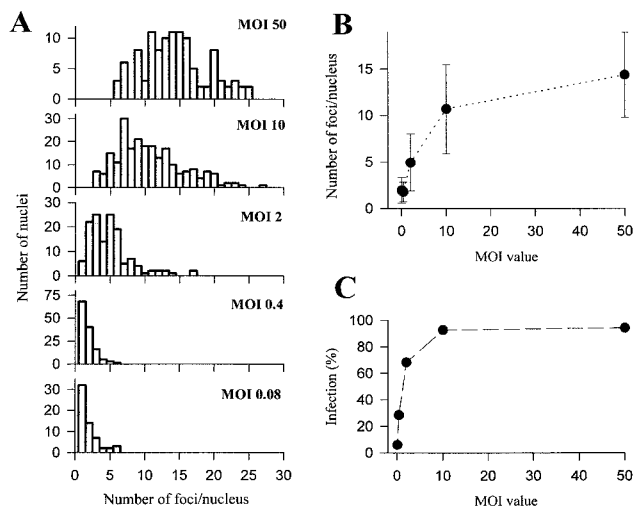 A
MOI 50
10
5
0
MOI 10
30
20
10
0
MOI 2
30
20
10
0
MOI 0.4
75
50
25
0
MOI 0.08
30
20
10
0
0 5 10 15 20 25 30
Number of foci/nucleus
Number of nuclei
B
15
10
5
0
0 10 20 30 40 50
MOI value
Number of foci/nucleus
C
100
80
60
40
20
0
0 10 20 30 40 50
MOI value
Infection (%)